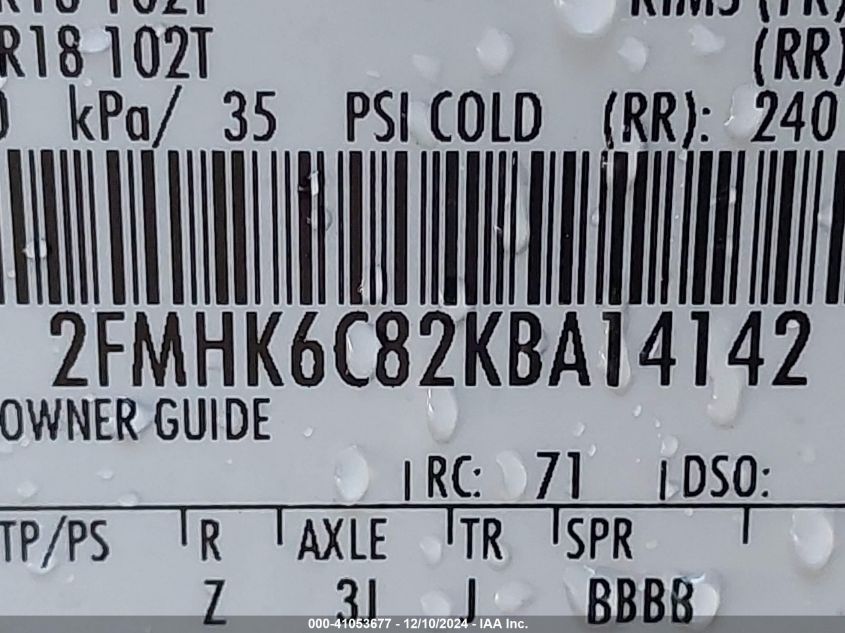 R18 102T
(RR)
kPa/ 35 PSI COLD (RR): 240
2FMHK6C82KBA14142
OWNER GUIDE
RC: 71 DSO:
TP/PS R AXLE TR SPR
Z 3J J BBBB
000-41053677 - 12/10/2024 - IAA Inc.